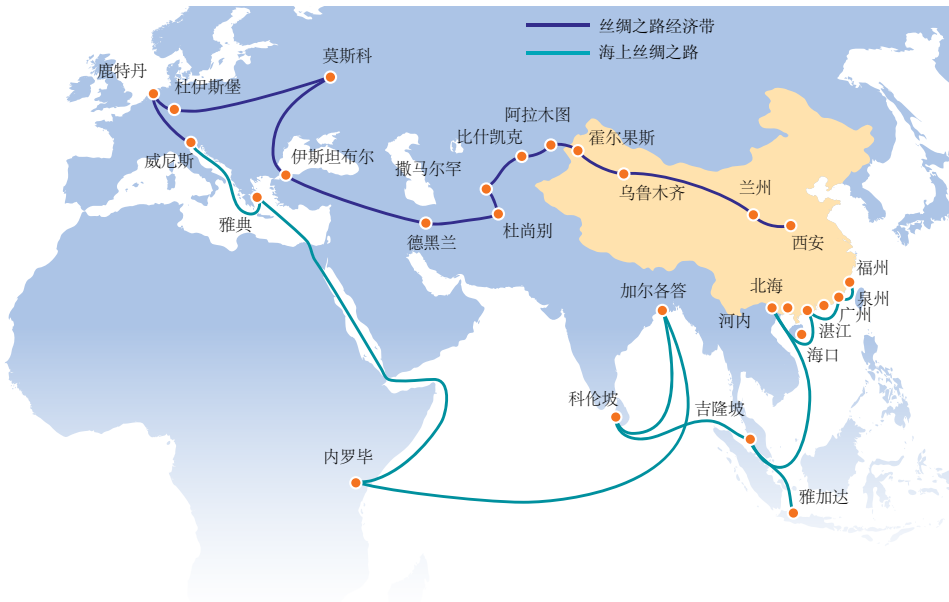 丝绸之路经济带
海上丝绸之路
莫斯科
鹿特丹
杜伊斯堡
阿拉木图
比什凯克
霍尔果斯
威尼斯
伊斯坦布尔
撒马尔罕
乌鲁木齐
兰州
雅典
德黑兰
杜尚别
西安
福州
北海
加尔各答
泉州
广州
河内
湛江
海口
科伦坡
吉隆坡
内罗毕
雅加达